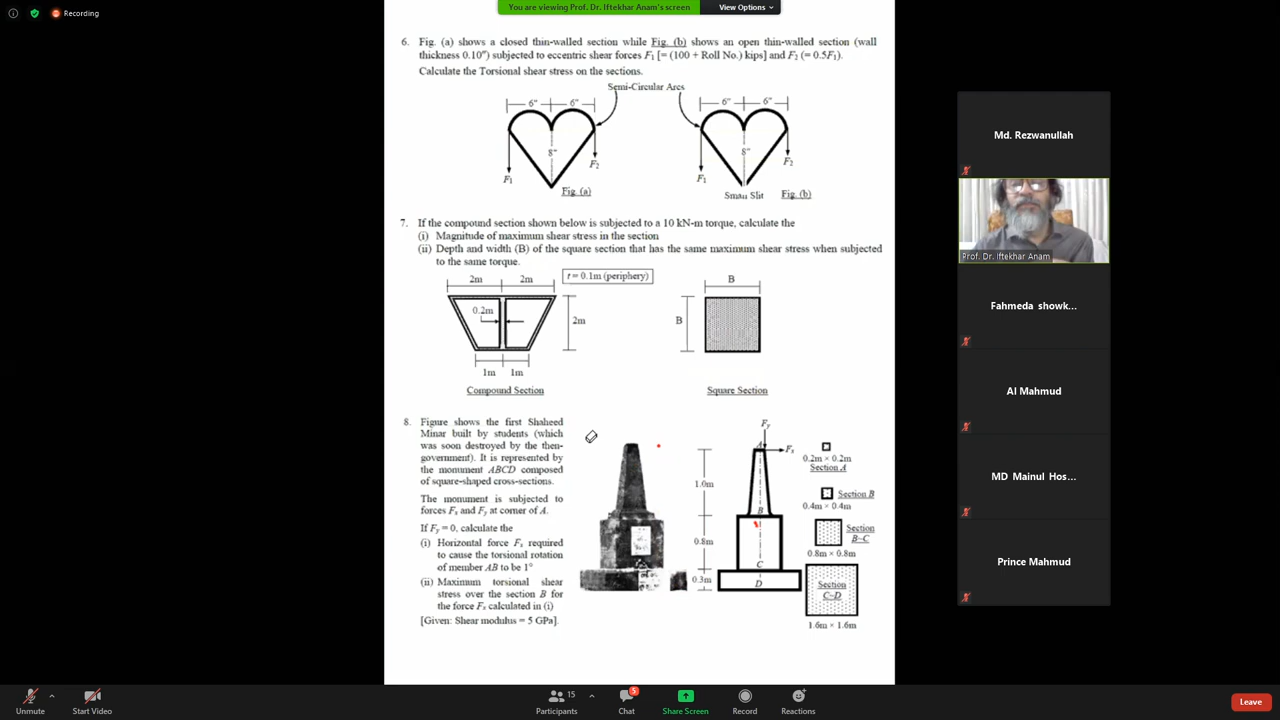 Recording
You are viewing Prof. Dr. Iftekhar Anam's screen
View Options
6. Fig. (a) shows a closed thin-walled section while Fig. (b) shows an open thin-walled section (wall
thickness 0.10") subjected to eccentric shear forces F₁ [= (100 + Roll No.) kips] and F₂ (= 0.5F₁).
Calculate the Torsional shear stress on the sections.
Semi-Circular Arcs
6" 6" 6" 6"
8" 8"
F₂ F₂
F₁ F₁
Fig. (a) Small Slit Fig. (b)
7. If the compound section shown below is subjected to a 10 kN-m torque, calculate the
(i) Magnitude of maximum shear stress in the section
(ii) Depth and width (B) of the square section that has the same maximum shear stress when subjected
to the same torque.
2m 2m t = 0.1m (periphery) B
0.2m 2m B
1m 1m
Compound Section Square Section
8. Figure shows the first Shaheed
Minar built by students (which
was soon destroyed by the then-
government). It is represented by
the monument ABCD composed
of square-shaped cross-sections.
The monument is subjected to
forces Fₓ and Fᵧ at corner of A.
If Fᵧ = 0, calculate the
(i) Horizontal force Fₓ required
to cause the torsional rotation
of member AB to be 1°
(ii) Maximum torsional shear
stress over the section B for
the force Fₓ calculated in (i)
[Given: Shear modulus = 5 GPa].
Fᵧ
A Fₓ
1.0m
B
0.8m
C
0.3m
D
0.2m × 0.2m
Section A
Section B
0.4m × 0.4m
Section
B~C
0.8m × 0.8m
Section
C~D
1.6m × 1.6m
Md. Rezwanullah
Prof. Dr. Iftekhar Anam
Fahmeda showk...
Al Mahmud
MD Mainul Hos...
Prince Mahmud
Unmute
Start Video
15
Participants
5
Chat
Share Screen
Record
Reactions
Leave